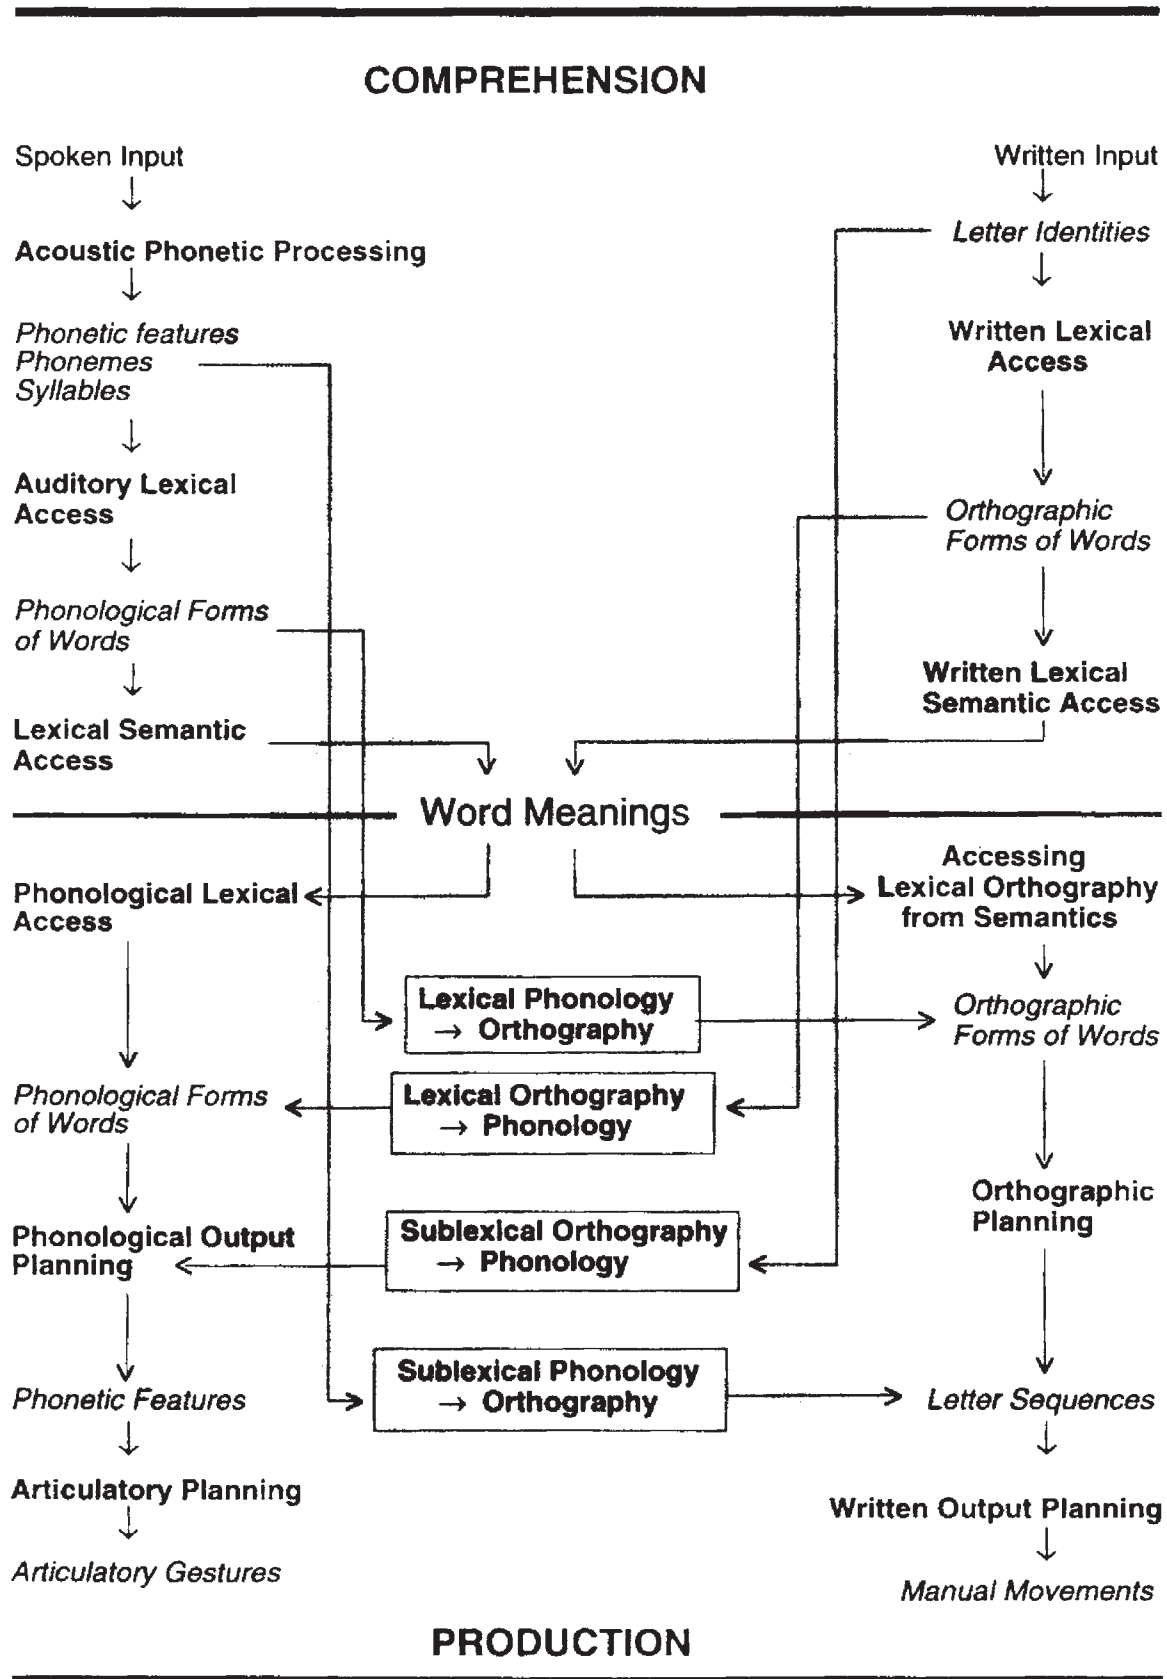 COMPREHENSION
Spoken Input
Written Input
Letter Identities
Acoustic Phonetic Processing
Phonetic features
Phonemes
Syllables
Written Lexical
Access
Auditory Lexical
Access
Orthographic
Forms of Words
Phonological Forms
of Words
Written Lexical
Semantic Access
Lexical Semantic
Access
Word Meanings
Phonological Lexical
Access
Accessing
Lexical Orthography
from Semantics
Lexical Phonology
→ Orthography
Orthographic
Forms of Words
Phonological Forms
of Words
Lexical Orthography
→ Phonology
Orthographic
Planning
Phonological Output
Planning
Sublexical Orthography
→ Phonology
Phonetic Features
Sublexical Phonology
→ Orthography
Letter Sequences
Articulatory Planning
Written Output Planning
Articulatory Gestures
Manual Movements
PRODUCTION